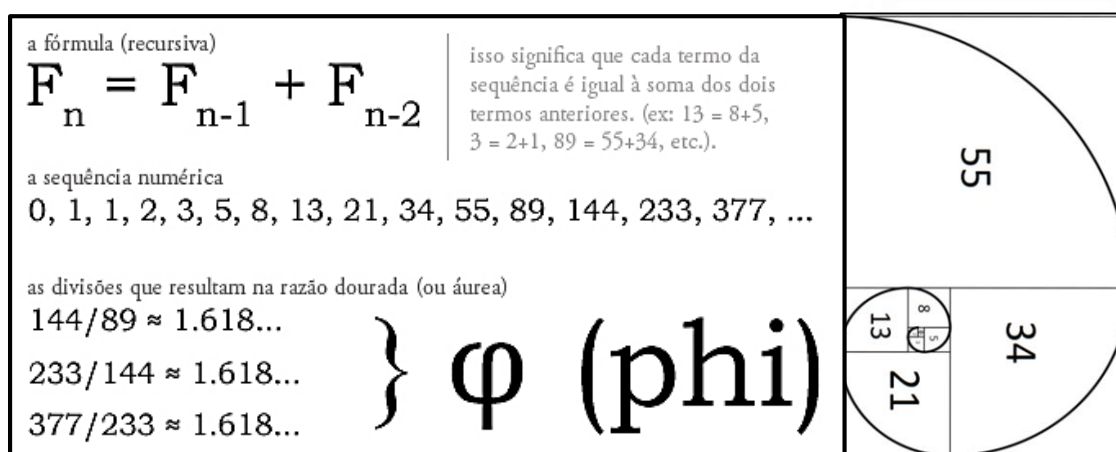 a fórmula (recursiva)
Fn = Fn-1 + Fn-2
isso significa que cada termo da
sequência é igual à soma dos dois
termos anteriores. (ex: 13 = 8+5,
3 = 2+1, 89 = 55+34, etc.).
a sequência numérica
0, 1, 1, 2, 3, 5, 8, 13, 21, 34, 55, 89, 144, 233, 377, ...
as divisões que resultam na razão dourada (ou áurea)
144/89 ≈ 1.618...
233/144 ≈ 1.618...
377/233 ≈ 1.618...
} φ (phi)
55
34
21
13
8
5